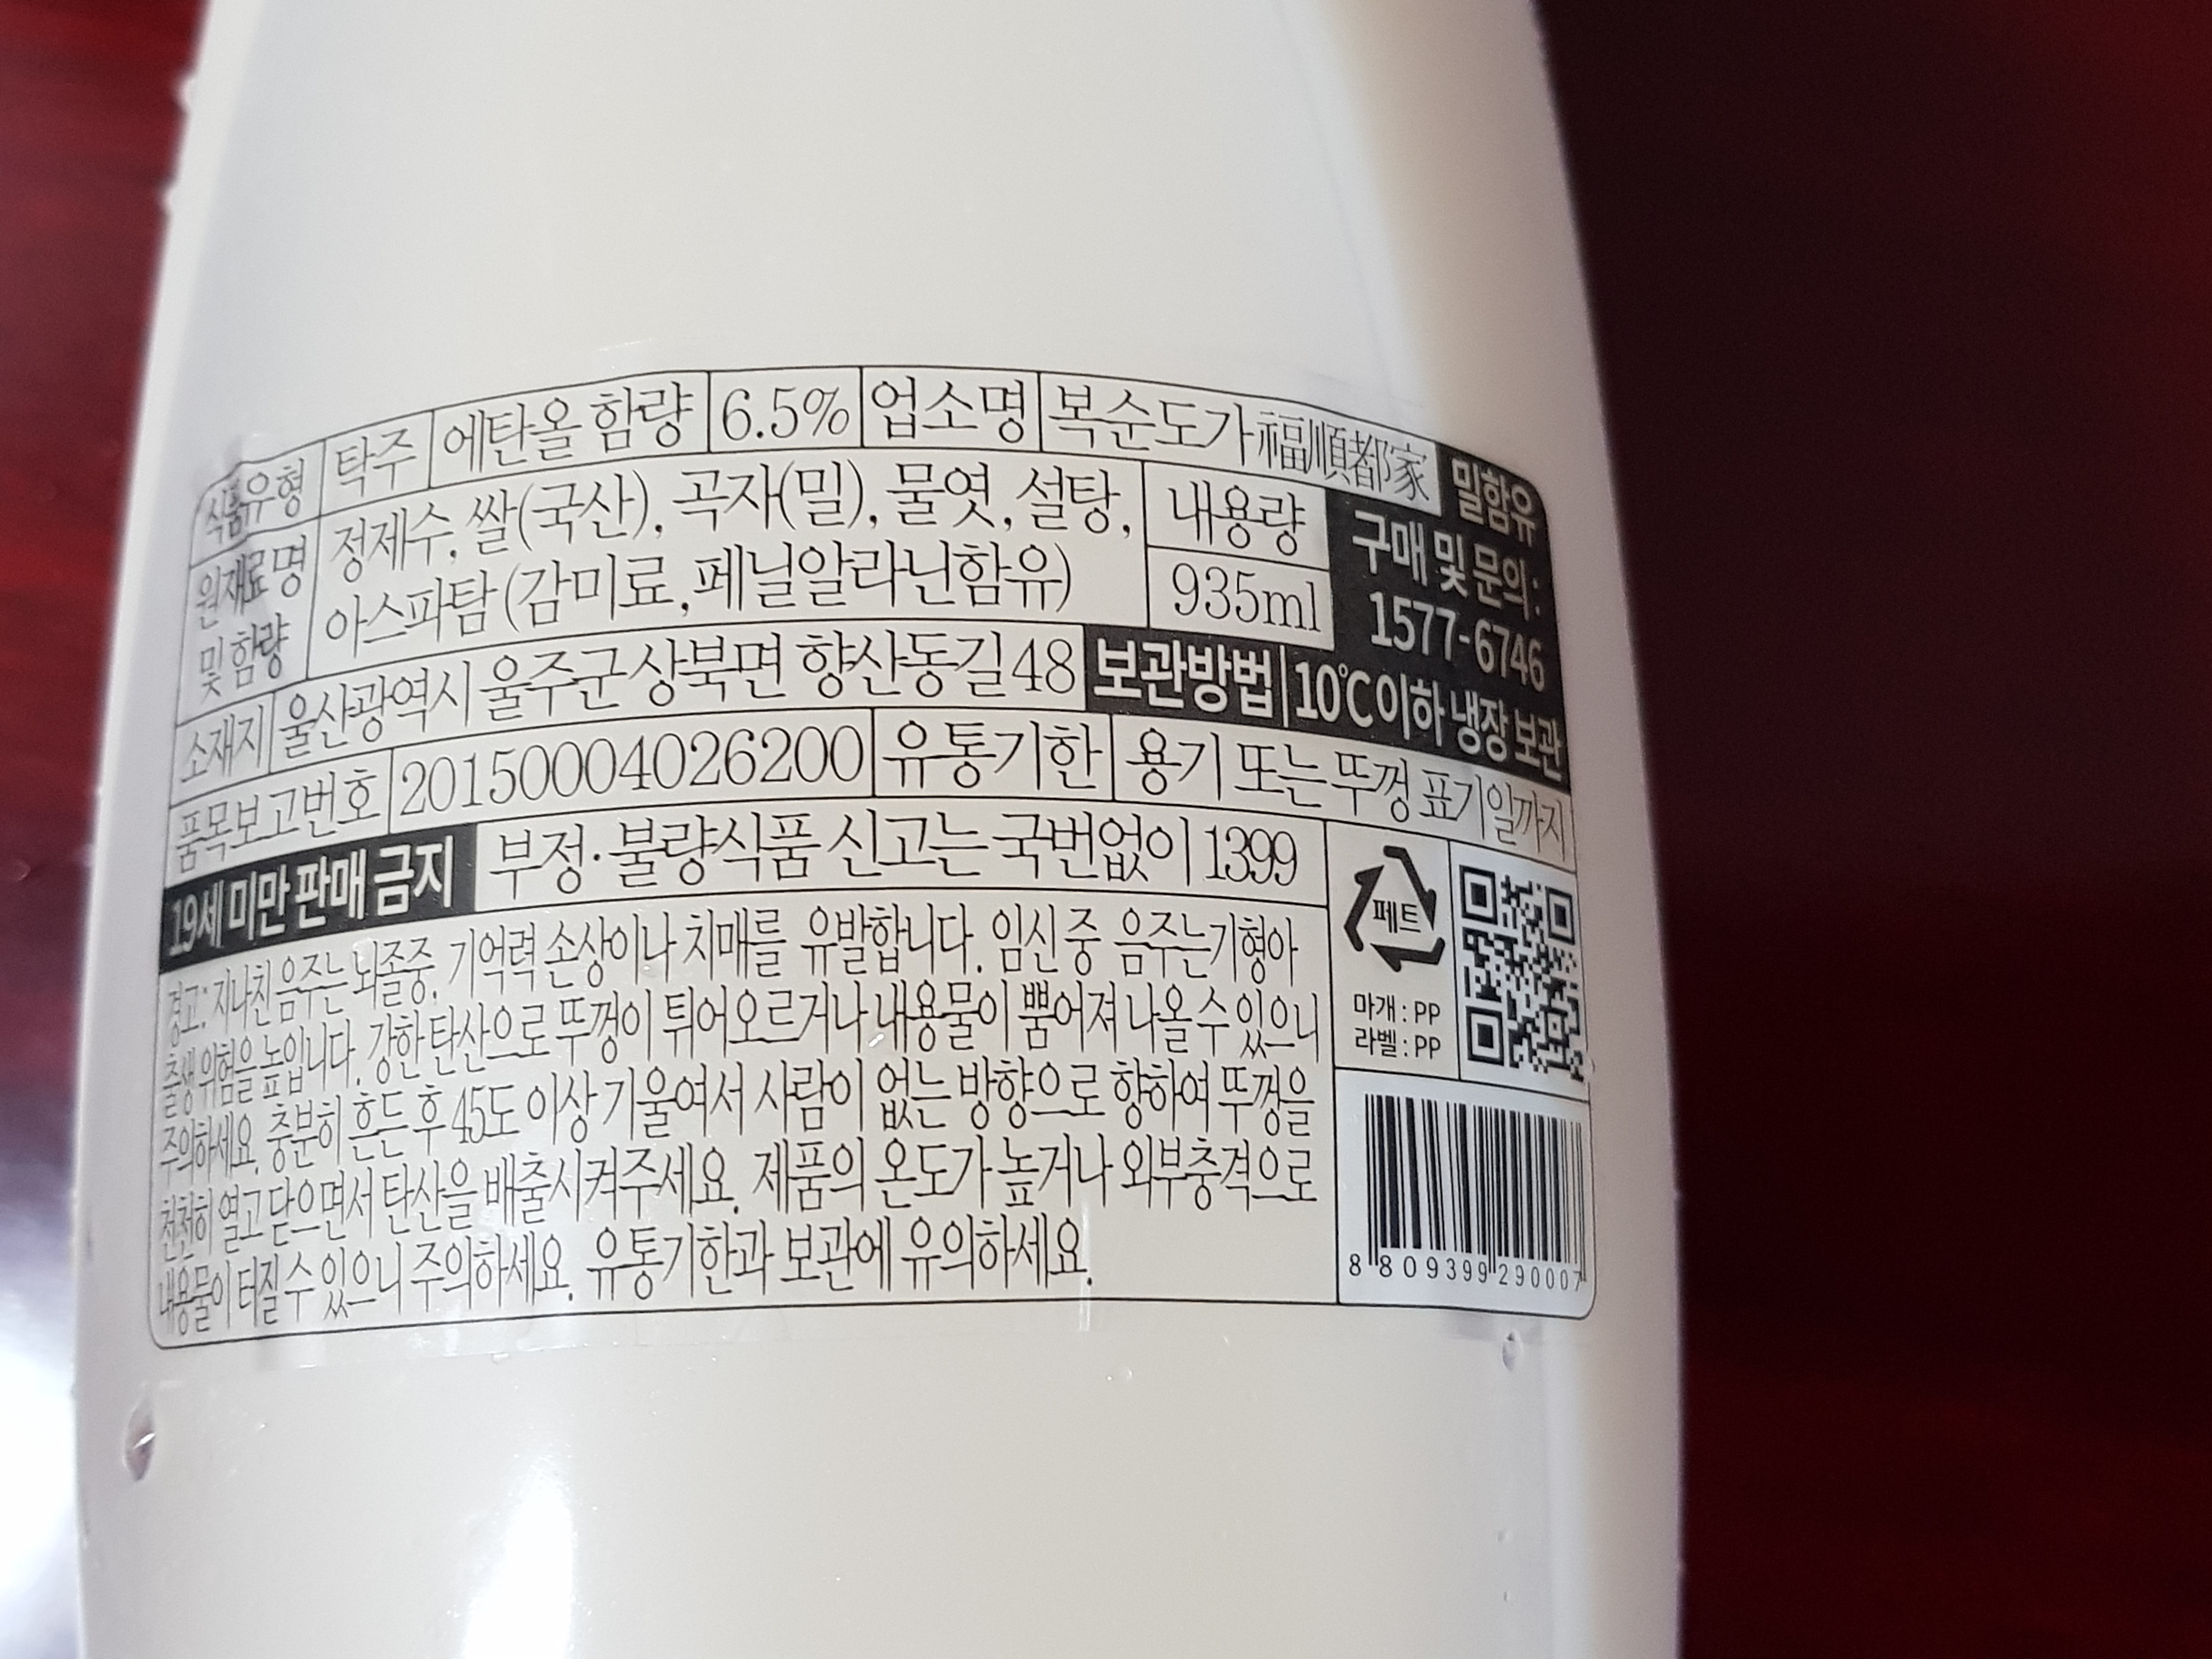 식품유형 탁주 에탄올 함량 6.5% 업소명 복순도가福順都家 밀함유
원재료명 및 함량 정제수, 쌀(국산), 곡자(밀), 물엿, 설탕,
아스파탐(감미료,페닐알라닌함유)
내용량
935ml
구매 및 문의:
1577-6746
소재지 울산광역시 울주군 상북면 향산동길 48 보관방법 10℃이하 냉장 보관
품목보고번호 20150004026200 유통기한 용기 또는 뚜껑 표기일까지
19세 미만 판매 금지 부정·불량식품 신고는 국번없이 1399
경고: 지나친 음주는 뇌졸중, 기억력 손상이나 치매를 유발합니다. 임신 중 음주는 기형아
출생 위험을 높입니다. 강한 탄산으로 뚜껑이 튀어오르거나 내용물이 뿜어져 나올 수 있으니
주의하세요. 충분히 흔든 후 45도 이상 기울여서 사람이 없는 방향으로 향하여 뚜껑을
천천히 열고 닫으면서 탄산을 배출시켜주세요. 제품의 온도가 높거나 외부충격으로
내용물이 터질 수 있으니 주의하세요. 유통기한과 보관에 유의하세요.
페트
마개 : PP
라벨 : PP
8 809399 290007